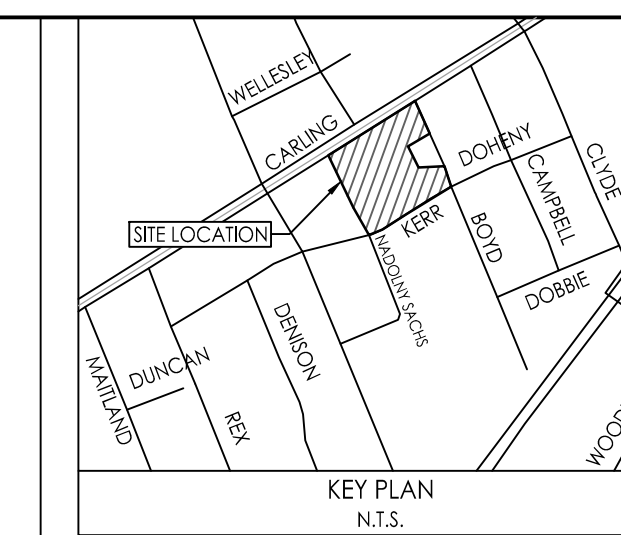 WELLESLEY
CARLING
DOHENY
CLYDE
CAMPBELL
SITE LOCATION
KERR
BOYD
NADOLNY SACHS
DOBBIE
DENISON
MAITLAND
DUNCAN
REX
KEY PLAN
N.T.S.